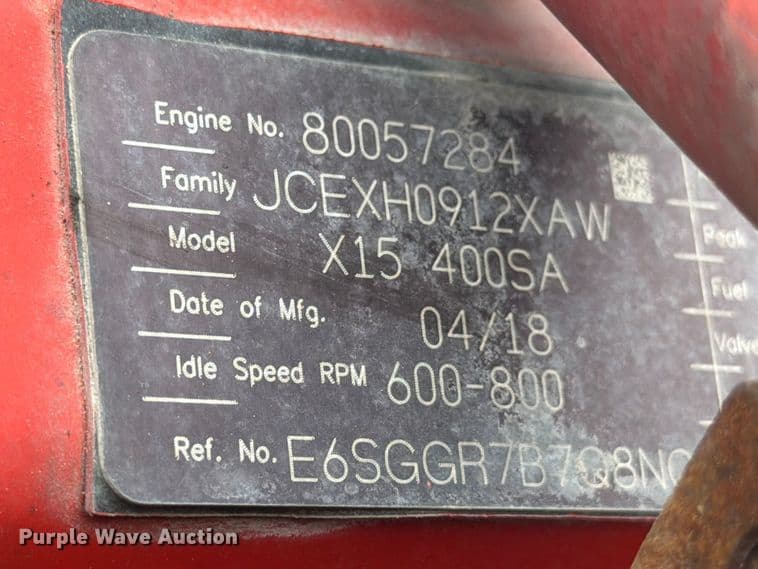 Engine No. 80057284
Family JCEXH0912XAW
Model X15 400SA
Date of Mfg. 04/18
Idle Speed RPM 600-800
Ref. No. E6SGGR7B7Q8N
Peak
Fuel
Valve
Purple Wave Auction